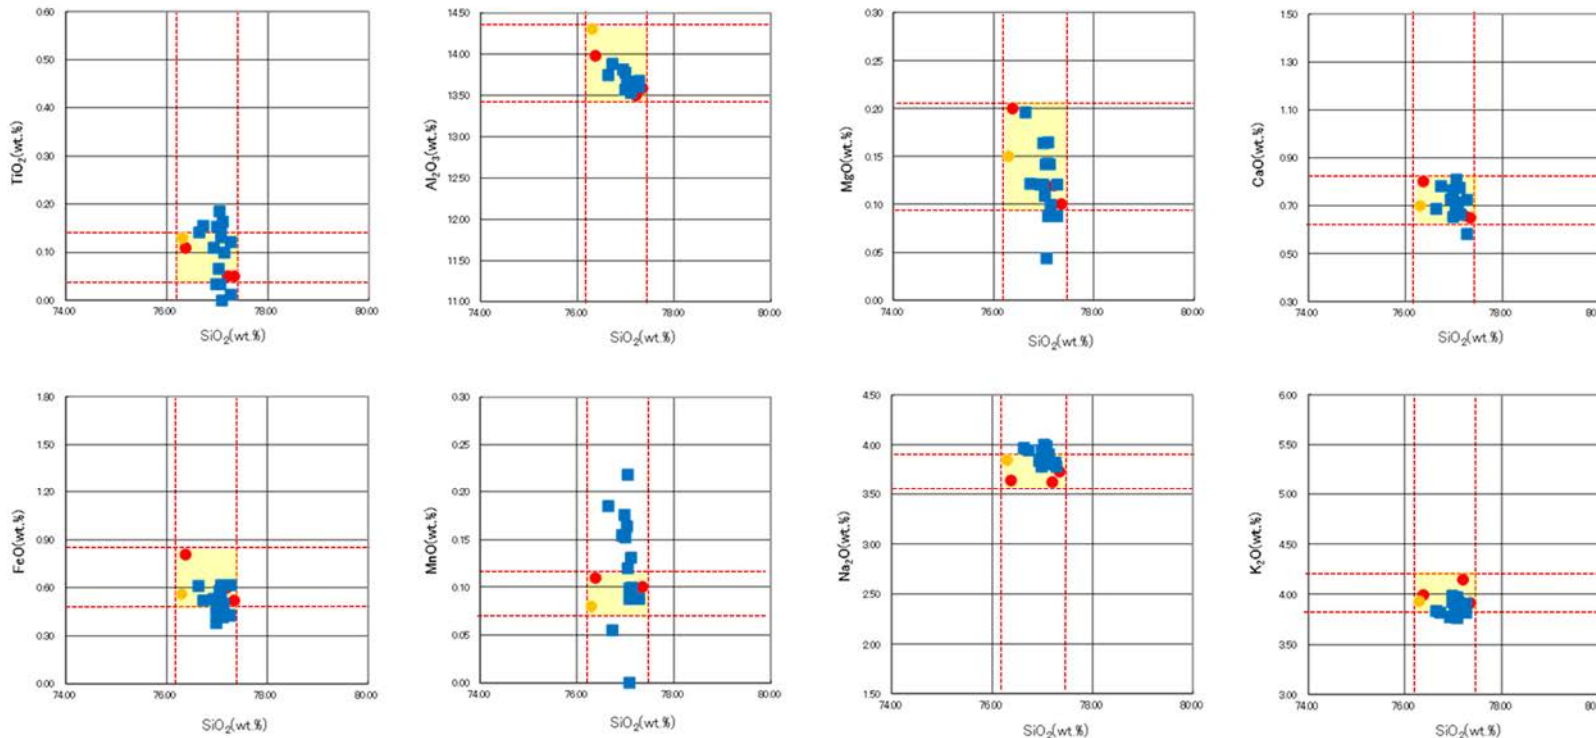 0.60
0.50
0.40
0.30
0.20
0.10
0.00
TiO₂(wt.%)
74.00 76.00 78.00 80.00
SiO₂(wt.%)
14.50
14.00
13.50
13.00
12.50
12.00
11.50
11.00
Al₂O₃(wt.%)
74.00 76.00 78.00 80.00
SiO₂(wt.%)
0.30
0.25
0.20
0.15
0.10
0.05
0.00
MgO(wt.%)
74.00 76.00 78.00 80.00
SiO₂(wt.%)
1.50
1.30
1.10
0.90
0.70
0.50
0.30
CaO(wt.%)
74.00 76.00 78.00 80
SiO₂(wt.%)
1.80
1.50
1.20
0.90
0.60
0.30
0.00
FeO(wt.%)
74.00 76.00 78.00 80.00
SiO₂(wt.%)
0.30
0.25
0.20
0.15
0.10
0.05
0.00
MnO(wt.%)
74.00 76.00 78.00 80.00
SiO₂(wt.%)
4.50
4.00
3.50
3.00
2.50
2.00
1.50
Na₂O(wt.%)
74.00 76.00 78.00 80.00
SiO₂(wt.%)
6.00
5.50
5.00
4.50
4.00
3.50
3.00
K₂O(wt.%)
74.00 76.00 78.00 80
SiO₂(wt.%)